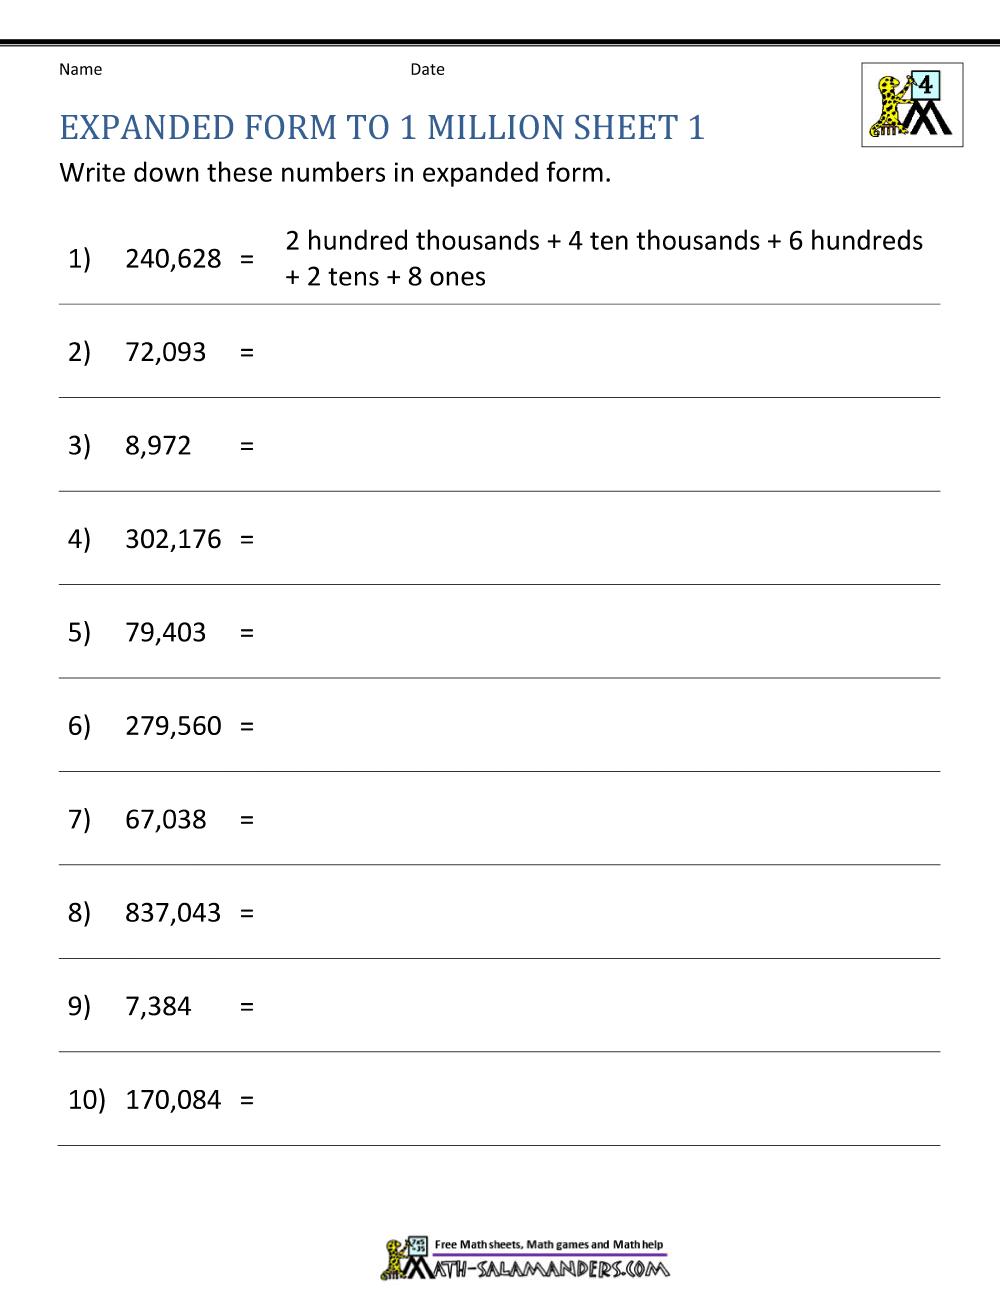 Name Date
4
EXPANDED FORM TO 1 MILLION SHEET 1
Write down these numbers in expanded form.
1) 240,628 = 2 hundred thousands + 4 ten thousands + 6 hundreds
+ 2 tens + 8 ones
2) 72,093 =
3) 8,972 =
4) 302,176 =
5) 79,403 =
6) 279,560 =
7) 67,038 =
8) 837,043 =
9) 7,384 =
10) 170,084 =
Free Math sheets, Math games and Math help
MATH-SALAMANDERS.COM